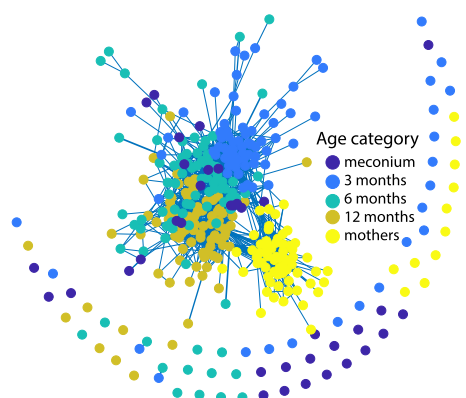 Age category
meconium
3 months
6 months
12 months
mothers